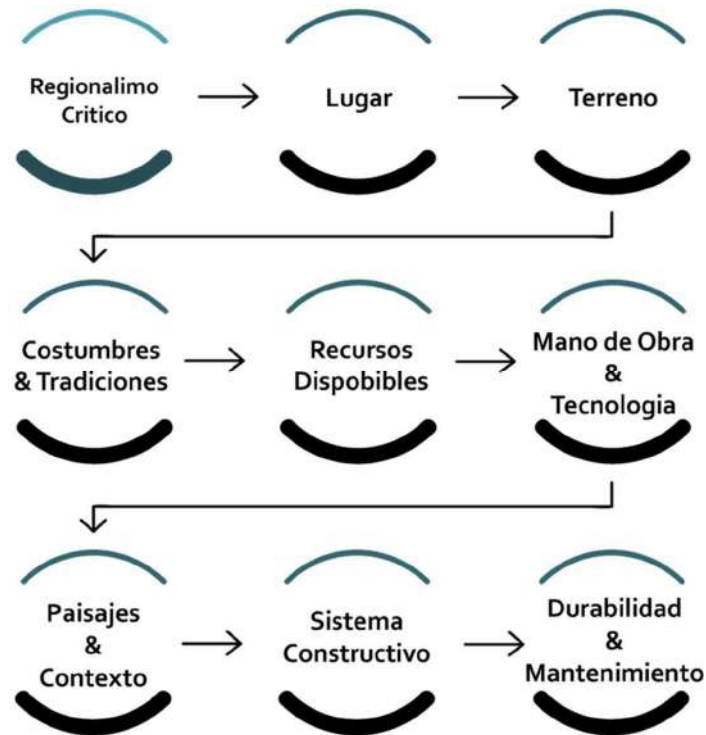 Regionalimo
Critico
Lugar
Terreno
Costumbres
& Tradiciones
Recursos
Dispobibles
Mano de Obra
&
Tecnologia
Paisajes
&
Contexto
Sistema
Constructivo
Durabilidad
&
Mantenimiento